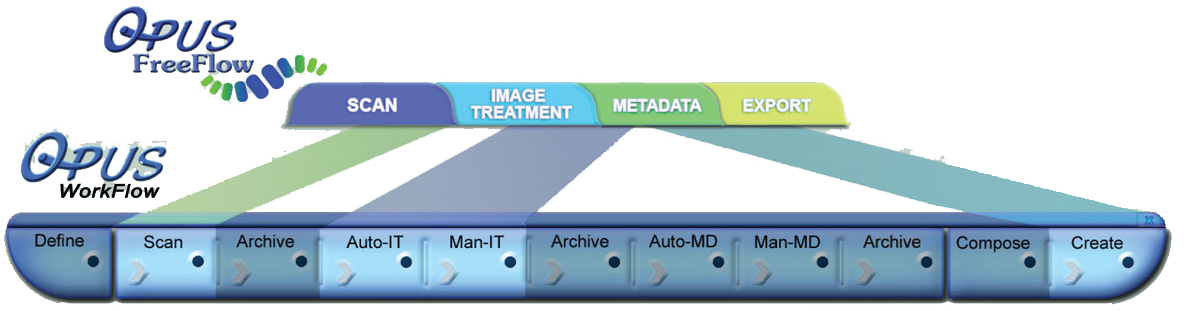 OPUS
FreeFlow
SCAN
IMAGE
TREATMENT
METADATA
EXPORT
OPUS
WorkFlow
Define
Scan
Archive
Auto-IT
Man-IT
Archive
Auto-MD
Man-MD
Archive
Compose
Create